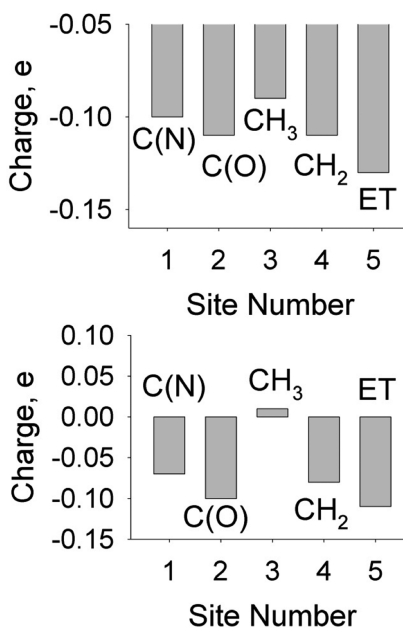 -0.05
-0.10
-0.15
Charge, e
C(N)
C(O)
CH₃
CH₂
ET
1 2 3 4 5
Site Number
0.10
0.05
0.00
-0.05
-0.10
-0.15
Charge, e
C(N)
C(O)
CH₃
CH₂
ET
1 2 3 4 5
Site Number